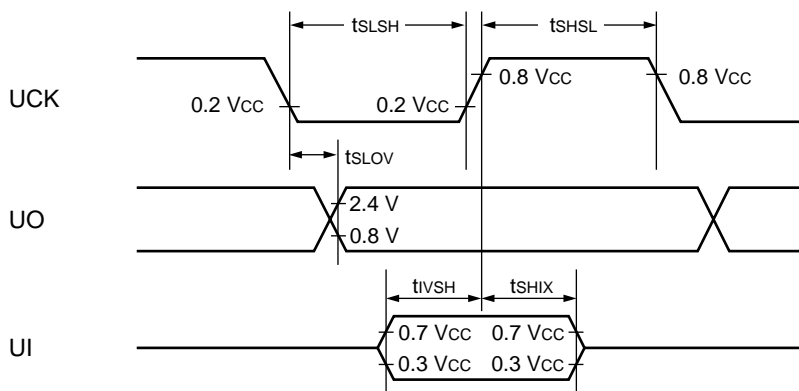 tSLSH tSHSL
UCK 0.8 VCC 0.8 VCC
0.2 VCC 0.2 VCC
tSLOV
UO 2.4 V
0.8 V
tIVSH tSHIX
0.7 VCC 0.7 VCC
UI 0.3 VCC 0.3 VCC